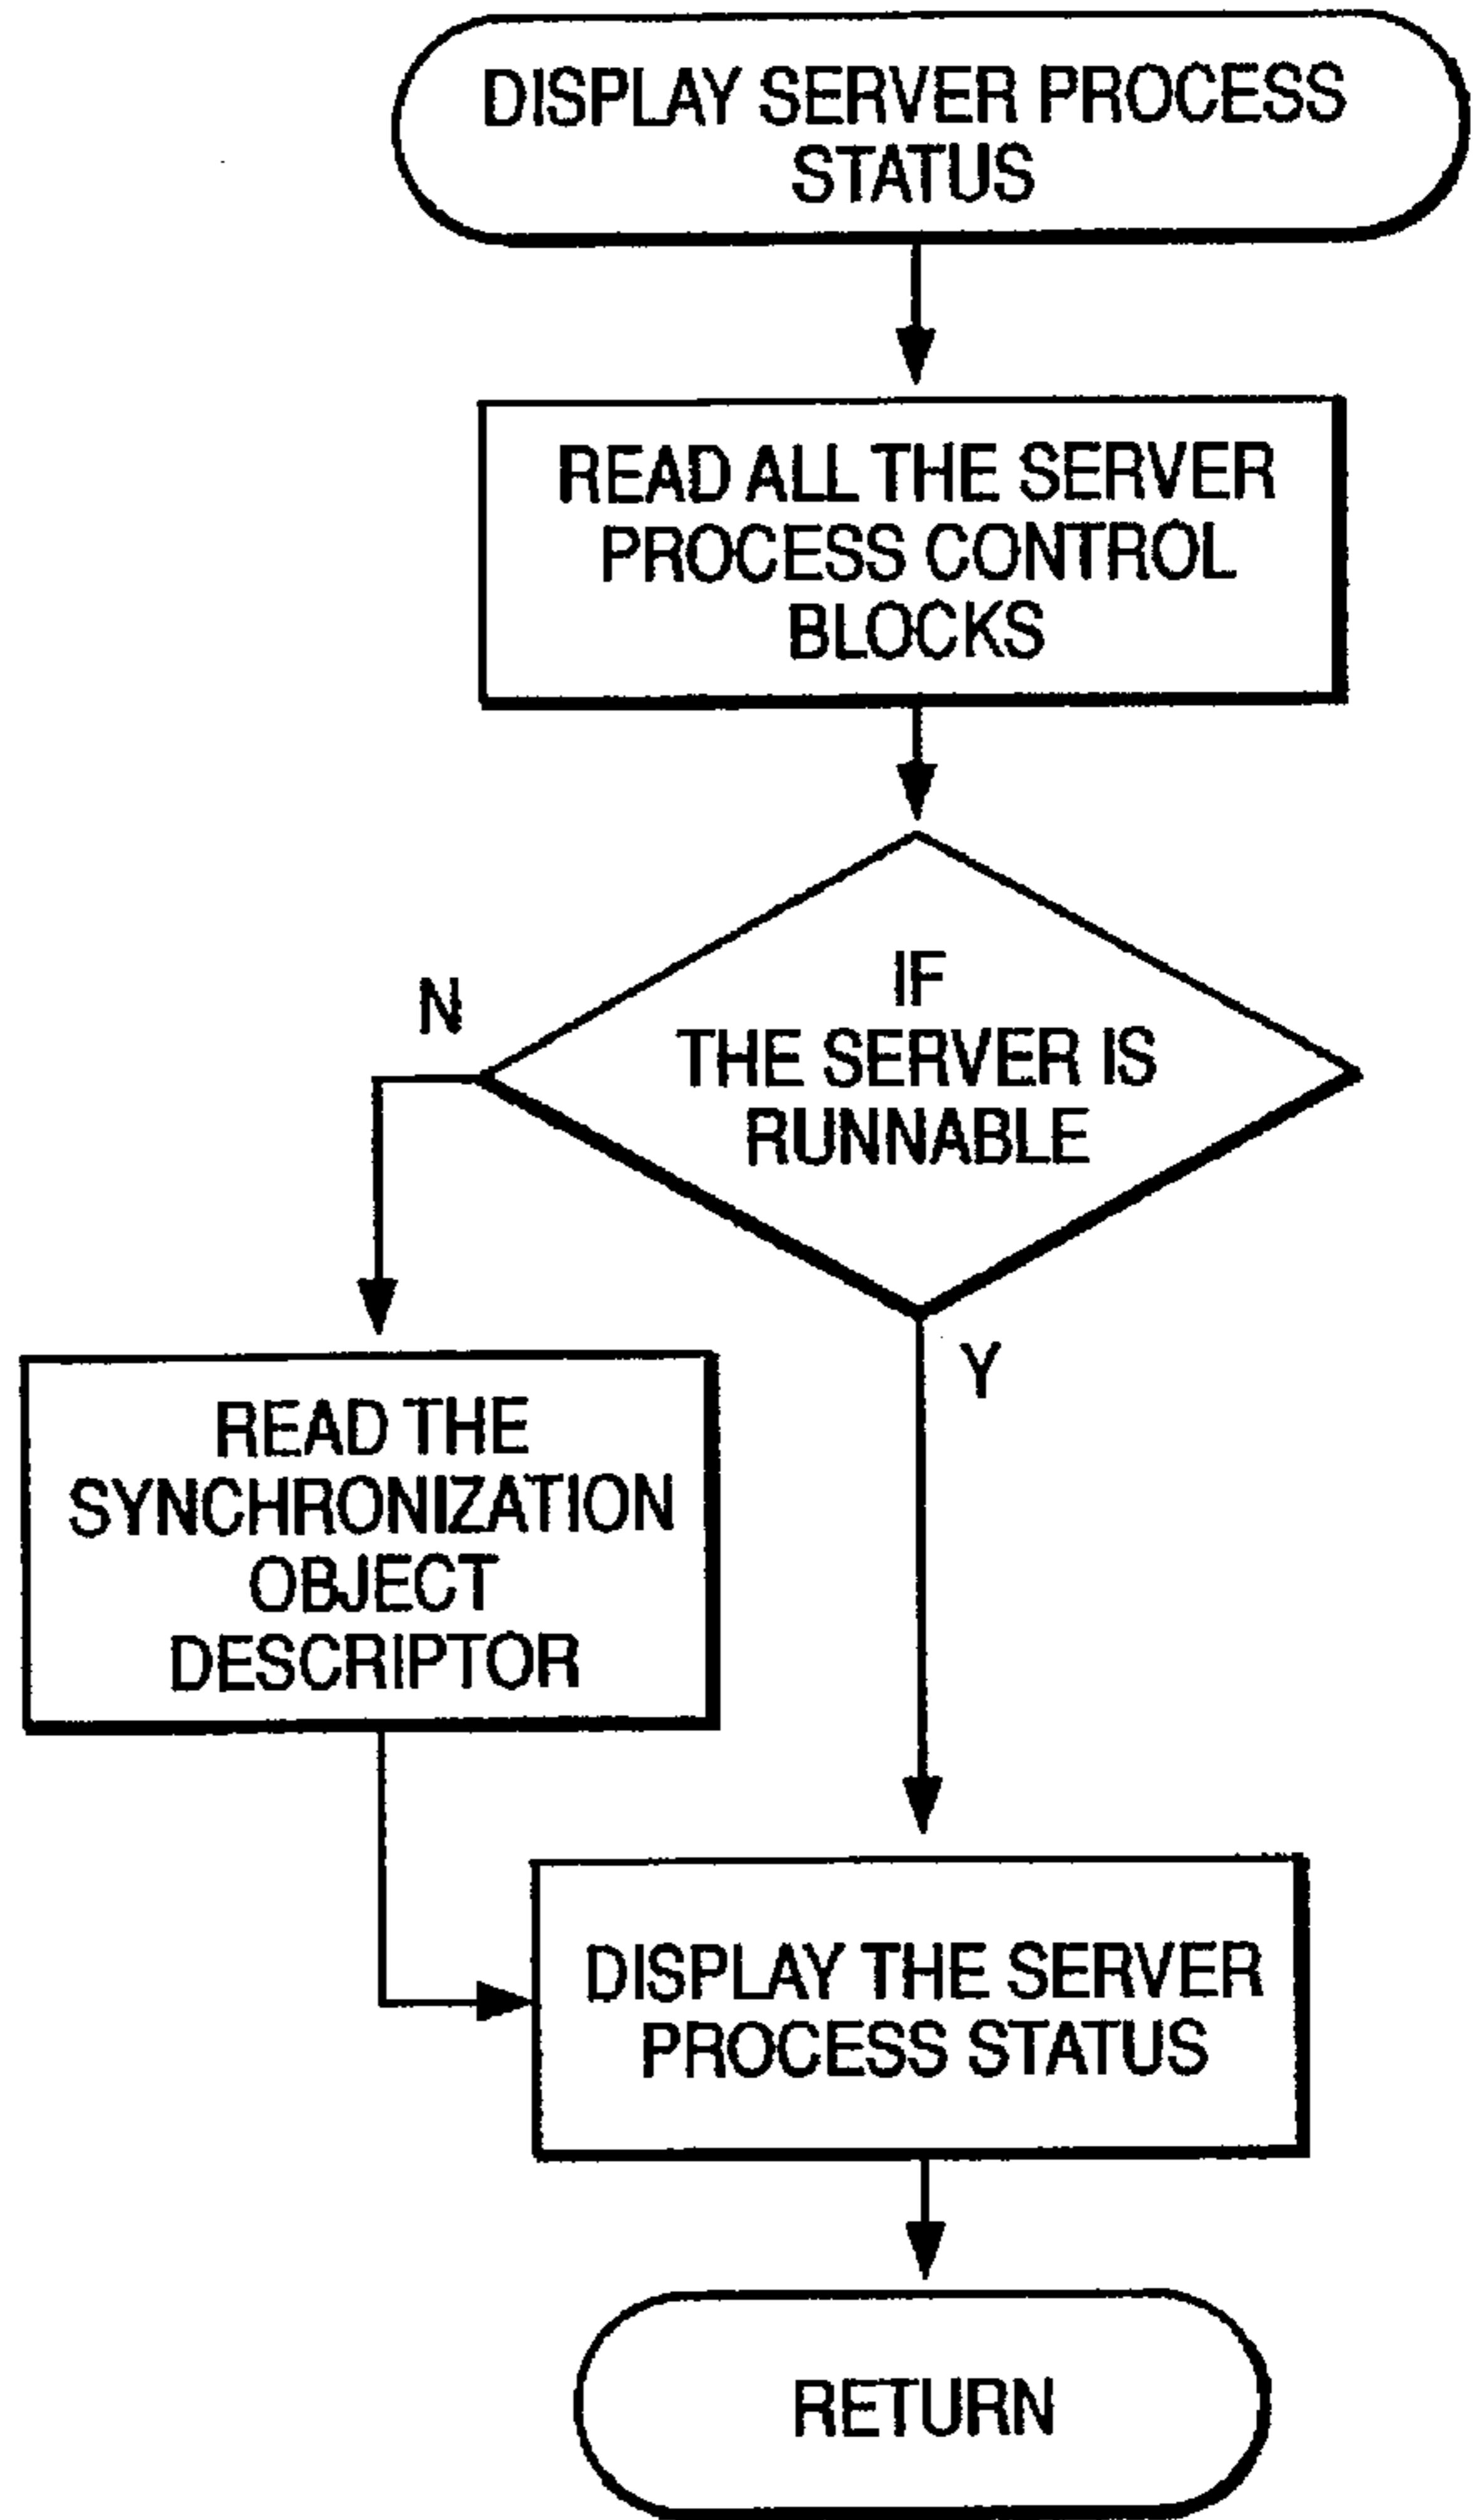 DISPLAY SERVER PROCESS
STATUS
READ ALL THE SERVER
PROCESS CONTROL
BLOCKS
IF
THE SERVER IS
RUNNABLE
N
Y
READ THE
SYNCHRONIZATION
OBJECT
DESCRIPTOR
DISPLAY THE SERVER
PROCESS STATUS
RETURN